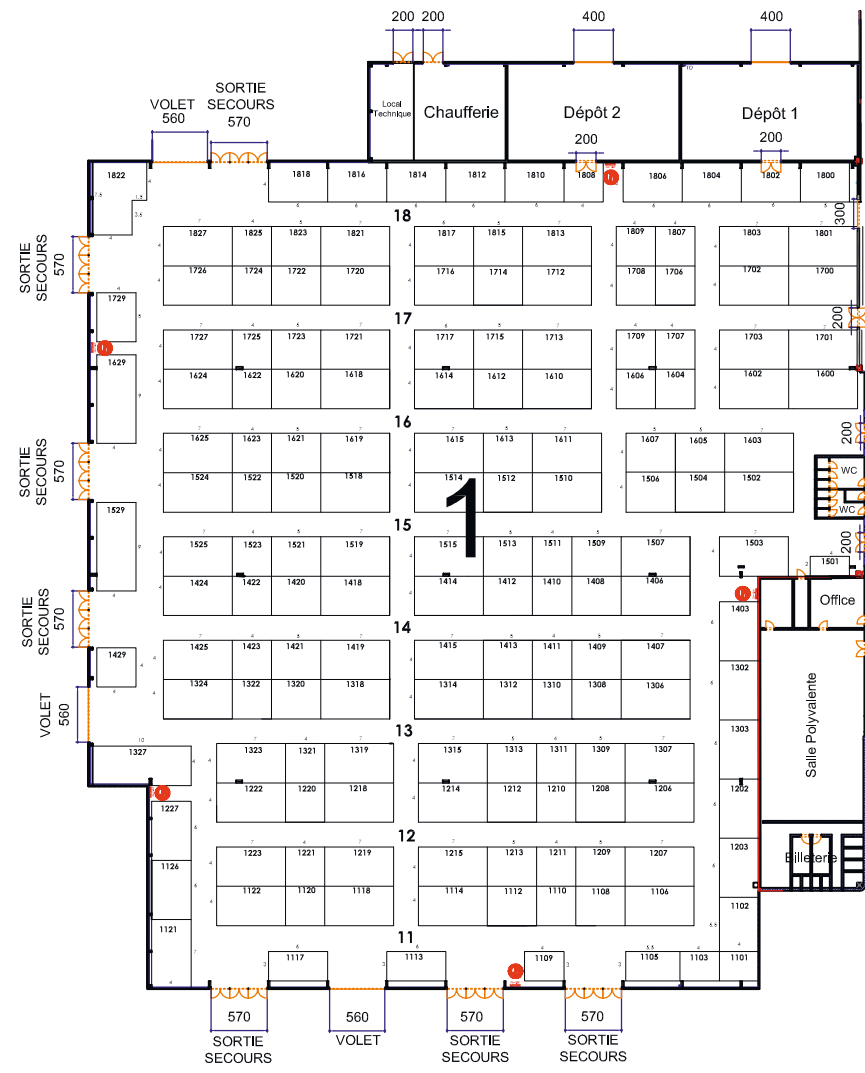 200 200 400 400
Local
Technique
Chaufferie
Dépôt 2
Dépôt 1
VOLET
560
SORTIE
SECOURS
570
200
200
1822 1818 1816 1814 1812 1810 1808 1806 1804 1802 1800
18
300
1827 1825 1823 1821 1817 1815 1813 1809 1807 1803 1801
SORTIE
SECOURS
570
1726 1724 1722 1720 1716 1714 1712 1708 1706 1702 1700
1729
17
200
1727 1725 1723 1721 1717 1715 1713 1709 1707 1703 1701
1629
1624 1622 1620 1618 1614 1612 1610 1606 1604 1602 1600
16
200
1625 1623 1621 1619 1615 1613 1611 1607 1605 1603
SORTIE
SECOURS
570
WC
1524 1522 1520 1518 1514 1512 1510 1506 1504 1502
1
WC
1529
15
200
1525 1523 1521 1519 1515 1513 1511 1509 1507 1503
1501
1424 1422 1420 1418 1414 1412 1410 1408 1406
Office
1403
SORTIE
SECOURS
570
14
1429
1425 1423 1421 1419 1415 1413 1411 1409 1407
1302
1324 1322 1320 1318 1314 1312 1310 1308 1306
VOLET
560
Salle Polyvalente
1303
13
1327
1323 1321 1319 1315 1313 1311 1309 1307
1222 1220 1218 1214 1212 1210 1208 1206
1202
1227
12
1203
1223 1221 1219 1215 1213 1211 1209 1207
Billeterie
1126
1122 1120 1118 1114 1112 1110 1108 1106
1102
1121
11
1117 1113 1109 1105 1103 1101
570
SORTIE
SECOURS
560
VOLET
570
SORTIE
SECOURS
570
SORTIE
SECOURS